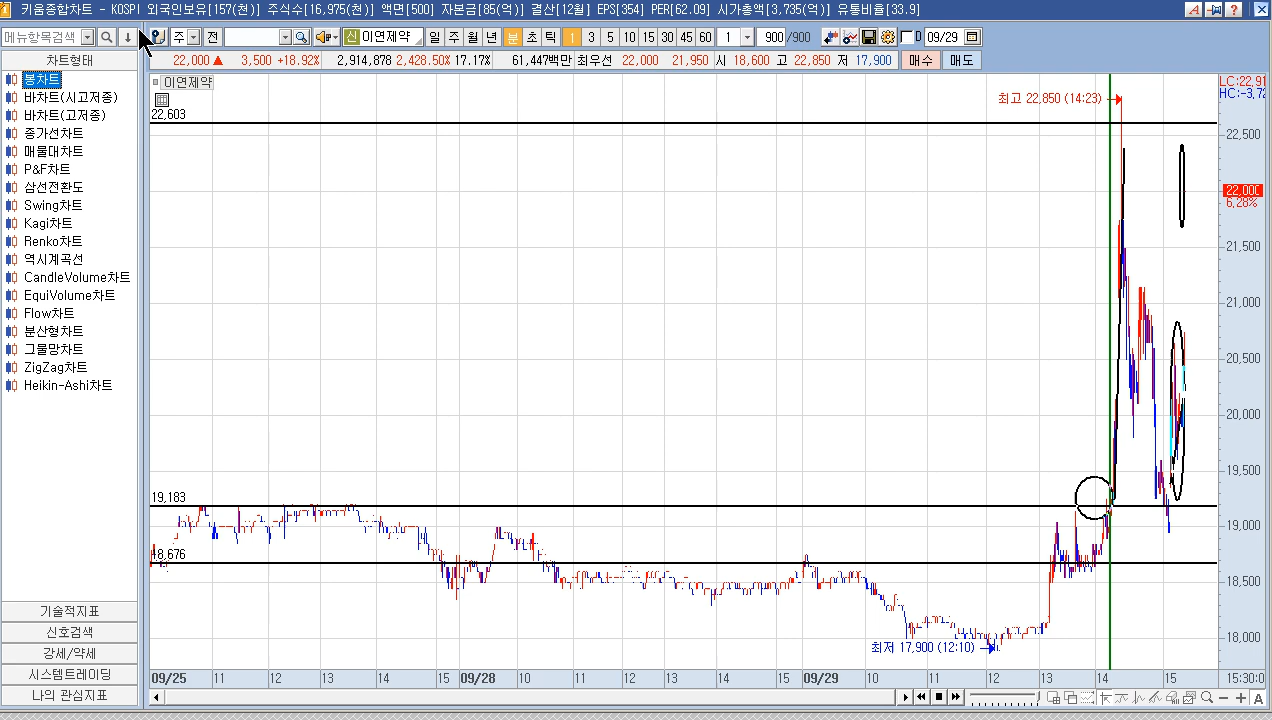 키움종합차트 - KOSPI 외국인보유[157(천)] 주식수[16,975(천)] 액면[500] 자본금[85(억)] 결산[12월] EPS[354] PER[62.09] 시가총액[3,735(억)] 유통비율[33.9]
메뉴항목검색 주 전 신 이연제약 일 주 월 년 분 초 틱 1 3 5 10 15 30 45 60 1 900 /900 D 09/29
차트형태 22,000 ▲ 3,500 +18.92% 2,914,878 2,428.50% 17.17% 61,447백만 최우선 22,000 21,950 시 18,600 고 22,850 저 17,900 매수 매도
봉차트
바차트(시고저종)
바차트(고저종)
종가선차트
매물대차트
P&F차트
삼선전환도
Swing차트
Kagi차트
Renko차트
역시계곡선
CandleVolume차트
EquiVolume차트
Flow차트
분산형차트
그물망차트
ZigZag차트
Heikin-Ashi차트
기술적지표
신호검색
강세/약세
시스템트레이딩
나의 관심지표
이연제약
LC:22,91
HC:-3,72
최고 22,850 (14:23)
22,603
22,500
22,000
6,28%
21,500
21,000
20,500
20,000
19,500
19,183
19,000
18,676
18,500
18,000
최저 17,900 (12:10)
09/25 11 12 13 14 15 09/28 10 11 12 13 14 15 09/29 10 11 12 13 14 15 15:30:0
A